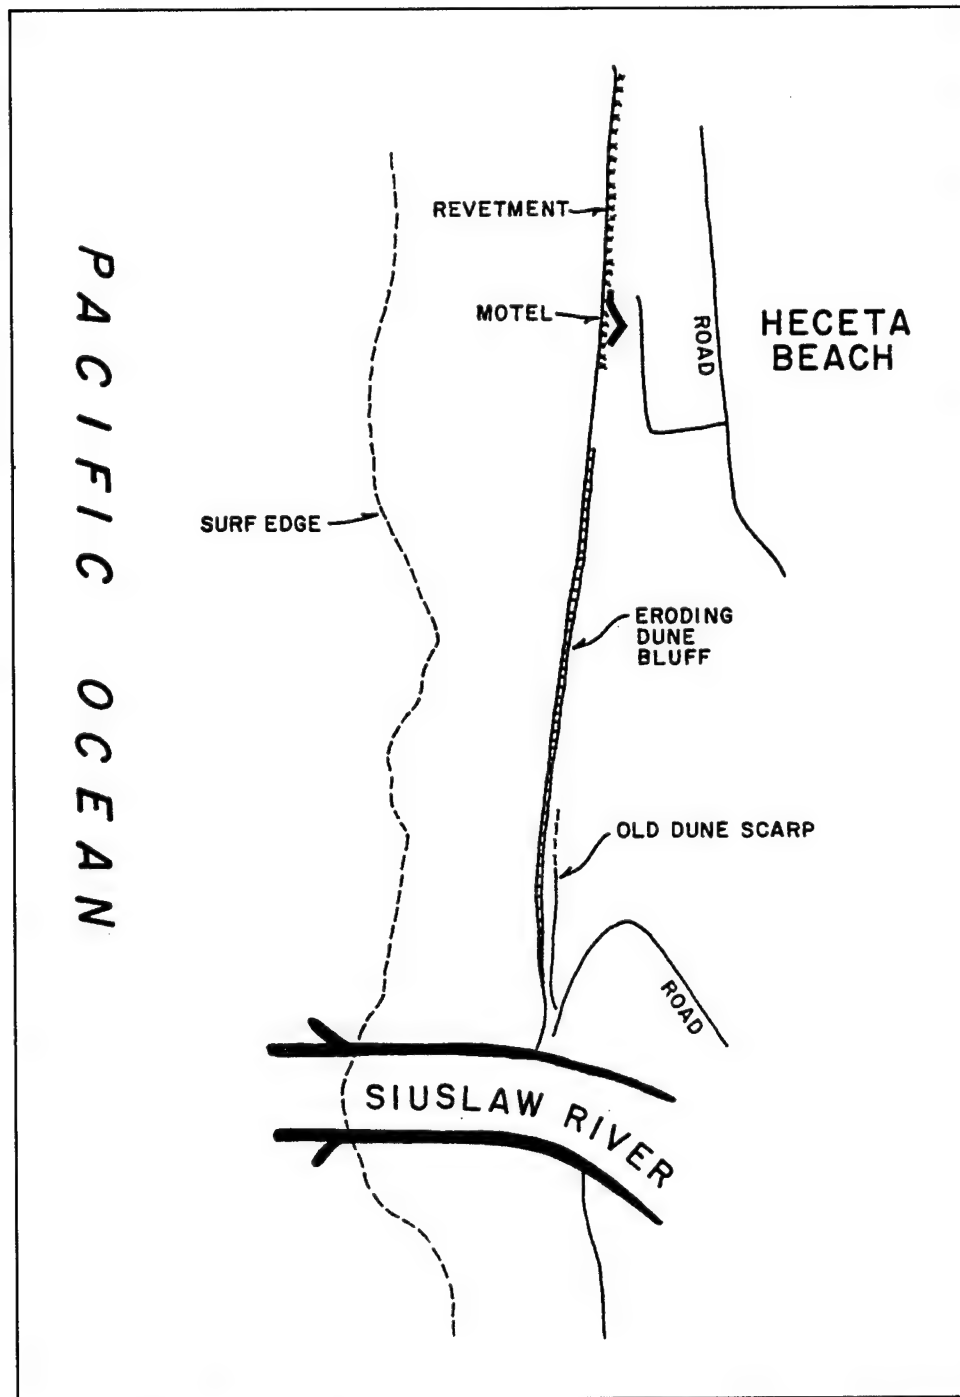 PACIFIC OCEAN
REVETMENT
MOTEL
ROAD
HECETA
BEACH
SURF EDGE
ERODING
DUNE
BLUFF
OLD DUNE SCARP
ROAD
SIUSLAW RIVER